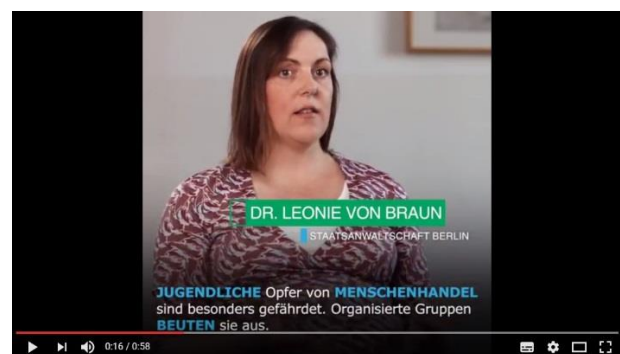 DR. LEONIE VON BRAUN
STAATSANWALTSCHAFT BERLIN
JUGENDLICHE Opfer von MENSCHENHANDEL
sind besonders gefährdet. Organisierte Gruppen
BEUTEN sie aus.
0:16 / 0:58